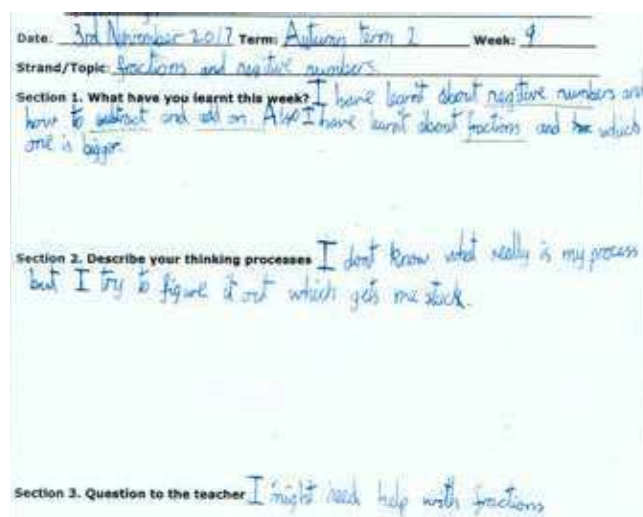 Date: 3rd November 2017 Term: Autumn term 2 Week: 9
Strand/Topic: fractions and negitive numbers
Section 1. What have you learnt this week? I have learnt about negitive numbers and
how to subtract and add on. Also I have learnt about fractions and which
one is bigger.
Section 2. Describe your thinking processes I dont know what really is my process
but I try to figure it out which gets me stuck.
Section 3. Question to the teacher I might need help with fractions